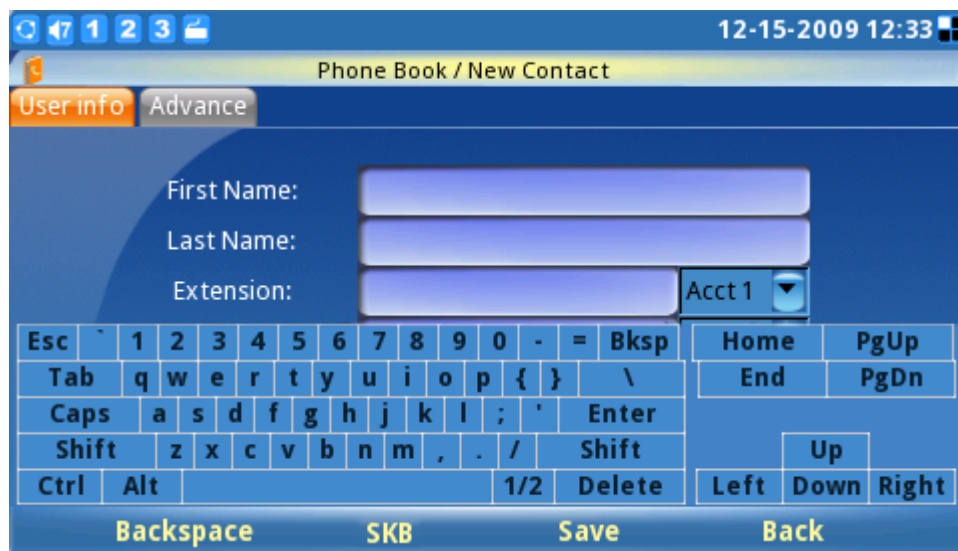 7 1 2 3 12-15-2009 12:33
Phone Book / New Contact
User info Advance
First Name:
Last Name:
Extension: Acct 1
Esc ` 1 2 3 4 5 6 7 8 9 0 - = Bksp Home PgUp
Tab q w e r t y u i o p { } \ End PgDn
Caps a s d f g h j k l ; ' Enter
Shift z x c v b n m , . / Shift Up
Ctrl Alt 1/2 Delete Left Down Right
Backspace SKB Save Back